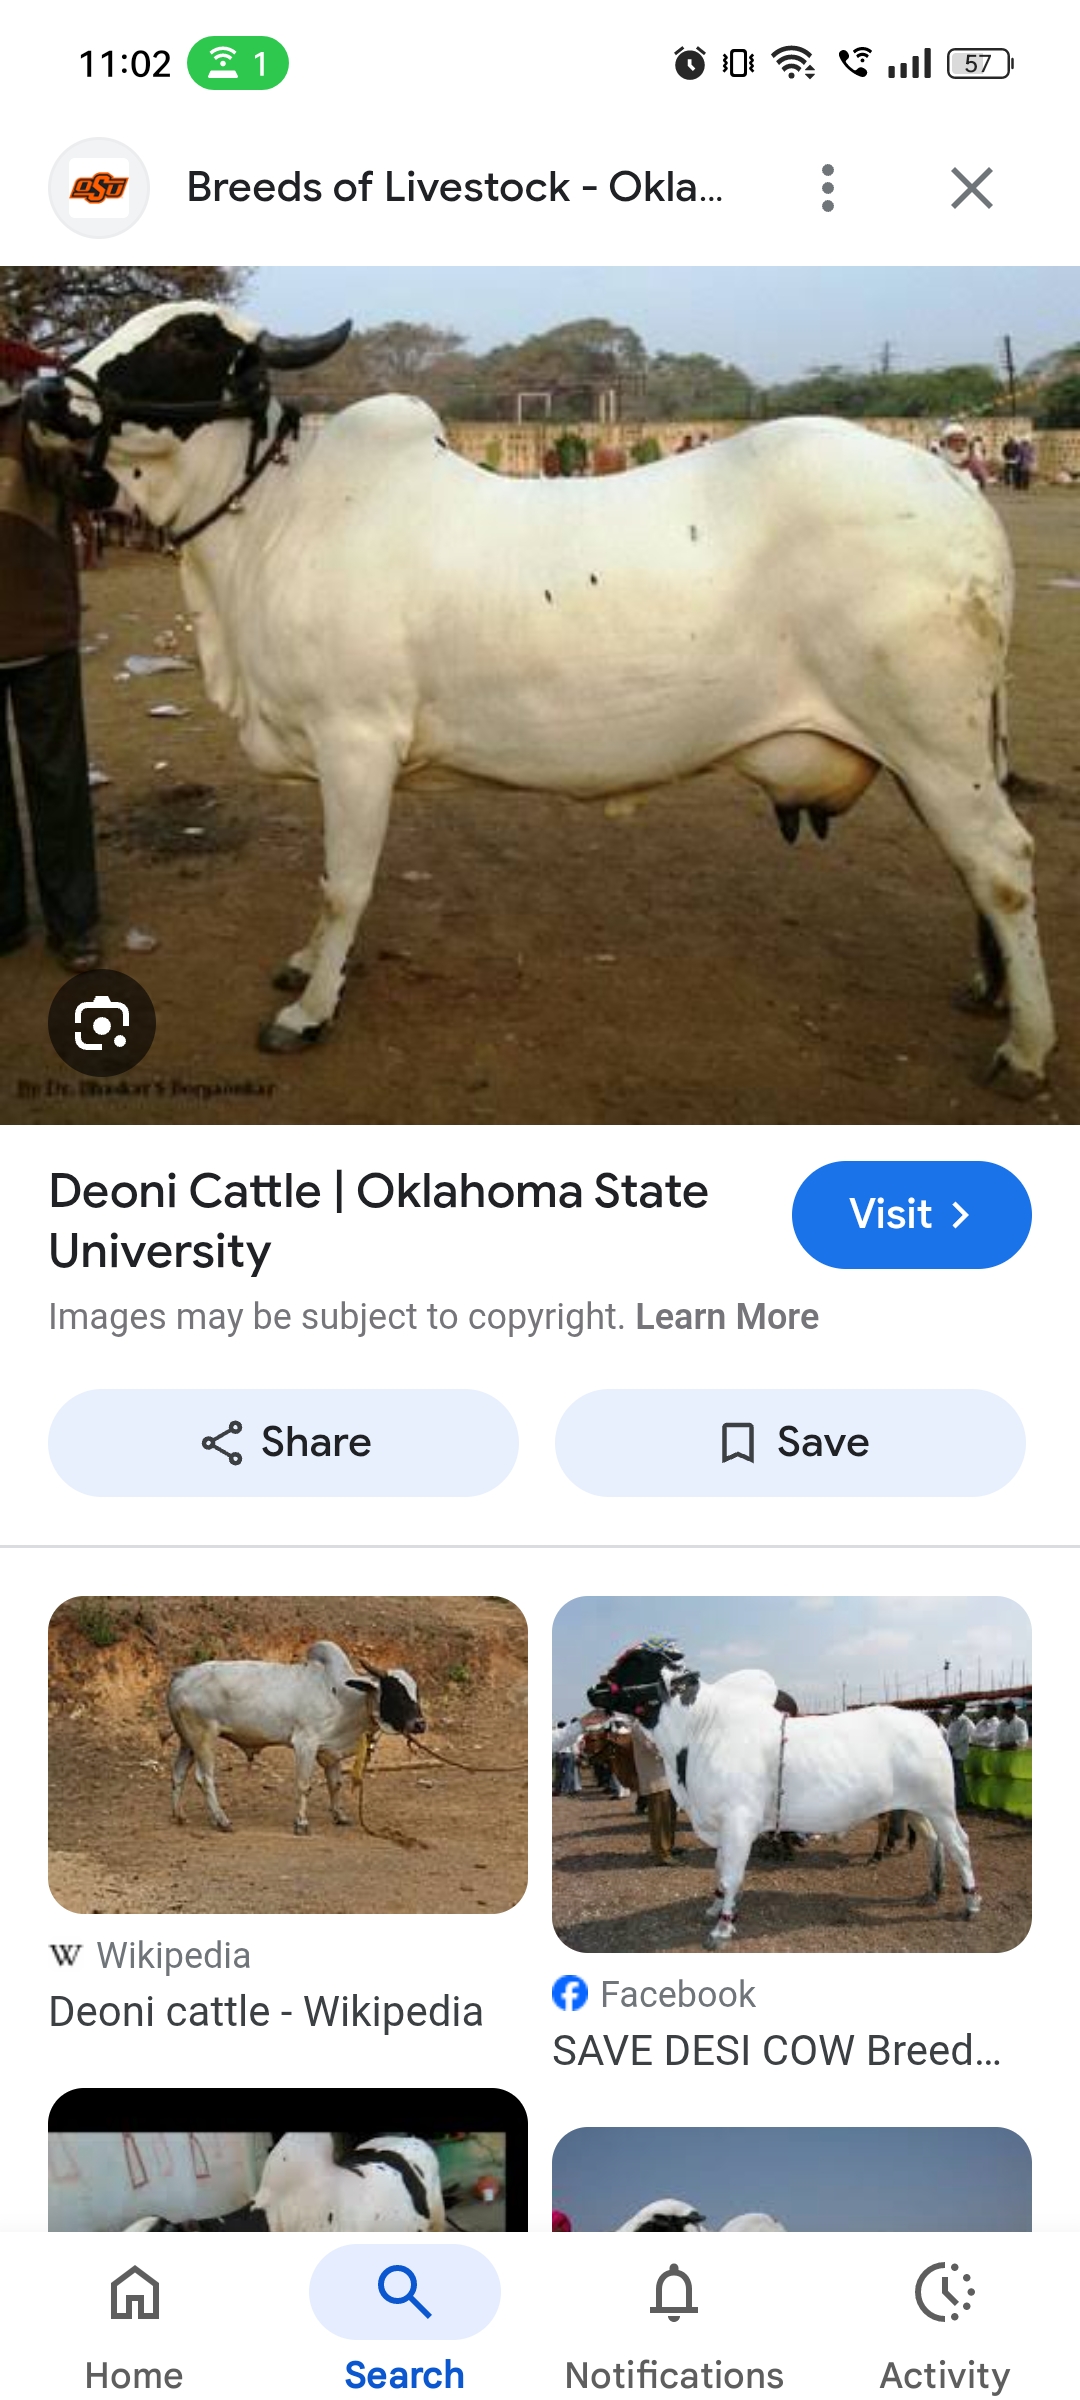 11:02
1
57
OSU
Breeds of Livestock - Okla...
By Dr. Bhaskar S
Deoni Cattle | Oklahoma State
University
Visit
Images may be subject to copyright. Learn More
Share
Save
W Wikipedia
Deoni cattle - Wikipedia
Facebook
SAVE DESI COW Breed...
Home
Search
Notifications
Activity